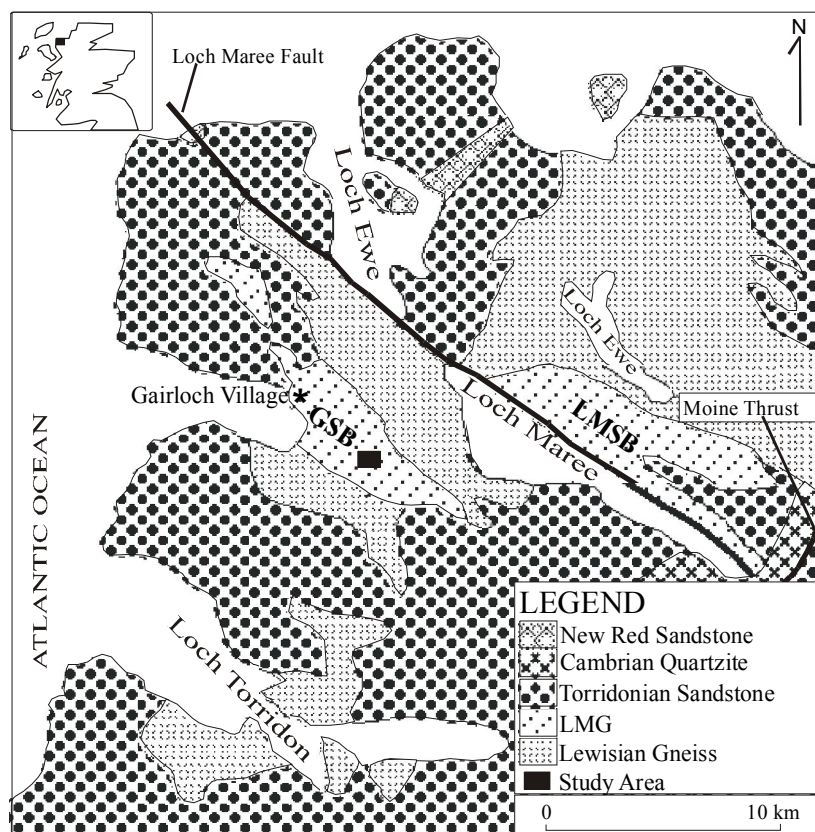 N
Loch Maree Fault
Loch Ewe
Loch Ewe
Gairloch Village
GSB
Loch Maree
LMSB
Moine Thrust
ATLANTIC OCEAN
Loch Torridon
LEGEND
New Red Sandstone
Cambrian Quartzite
Torridonian Sandstone
LMG
Lewisian Gneiss
Study Area
0 10 km